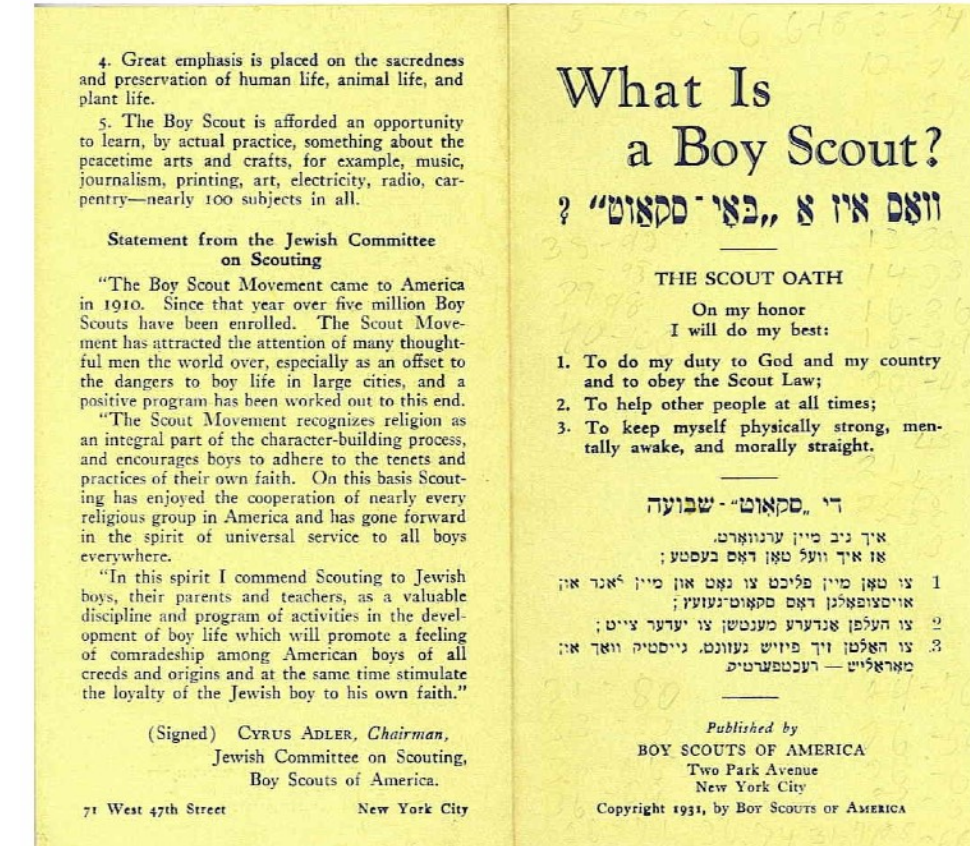 4. Great emphasis is placed on the sacredness
and preservation of human life, animal life, and
plant life.
5. The Boy Scout is afforded an opportunity
to learn, by actual practice, something about the
peacetime arts and crafts, for example, music,
journalism, printing, art, electricity, radio, car-
pentry—nearly 100 subjects in all.
Statement from the Jewish Committee
on Scouting
"The Boy Scout Movement came to America
in 1910. Since that year over five million Boy
Scouts have been enrolled. The Scout Move-
ment has attracted the attention of many thought-
ful men the world over, especially as an offset to
the dangers to boy life in large cities, and a
positive program has been worked out to this end.
"The Scout Movement recognizes religion as
an integral part of the character-building process,
and encourages boys to adhere to the tenets and
practices of their own faith. On this basis Scout-
ing has enjoyed the cooperation of nearly every
religious group in America and has gone forward
in the spirit of universal service to all boys
everywhere.
"In this spirit I commend Scouting to Jewish
boys, their parents and teachers, as a valuable
discipline and program of activities in the devel-
opment of boy life which will promote a feeling
of comradeship among American boys of all
creeds and origins and at the same time stimulate
the loyalty of the Jewish boy to his own faith."
(Signed) CYRUS ADLER, Chairman,
Jewish Committee on Scouting,
Boy Scouts of America.
71 West 47th Street New York City
What Is
a Boy Scout?
וואָס איז אַ „באָי־סקאַוט“ ?
THE SCOUT OATH
On my honor
I will do my best:
1. To do my duty to God and my country
and to obey the Scout Law;
2. To help other people at all times;
3. To keep myself physically strong, men-
tally awake, and morally straight.
די „סקאַוט“-שבועה
איך גיב מיין ערנוואָרט,
אַז איך וועל טאָן דאָס בעסטע ;
1 צו טאָן מיין פליכט צו גאָט און מיין לאַנד און
אויסצופאָלגן דאָס סקאַוט־געזעץ ;
2 צו העלפן אַנדערע מענטשן צו יעדער צייט ;
3. צו האַלטן זיך פיזיש געזונט, גייסטיק וואַך און
מאָראַליש — רעכטפערטיק.
Published by
BOY SCOUTS OF AMERICA
Two Park Avenue
New York City
Copyright 1931, by BOY SCOUTS OF AMERICA